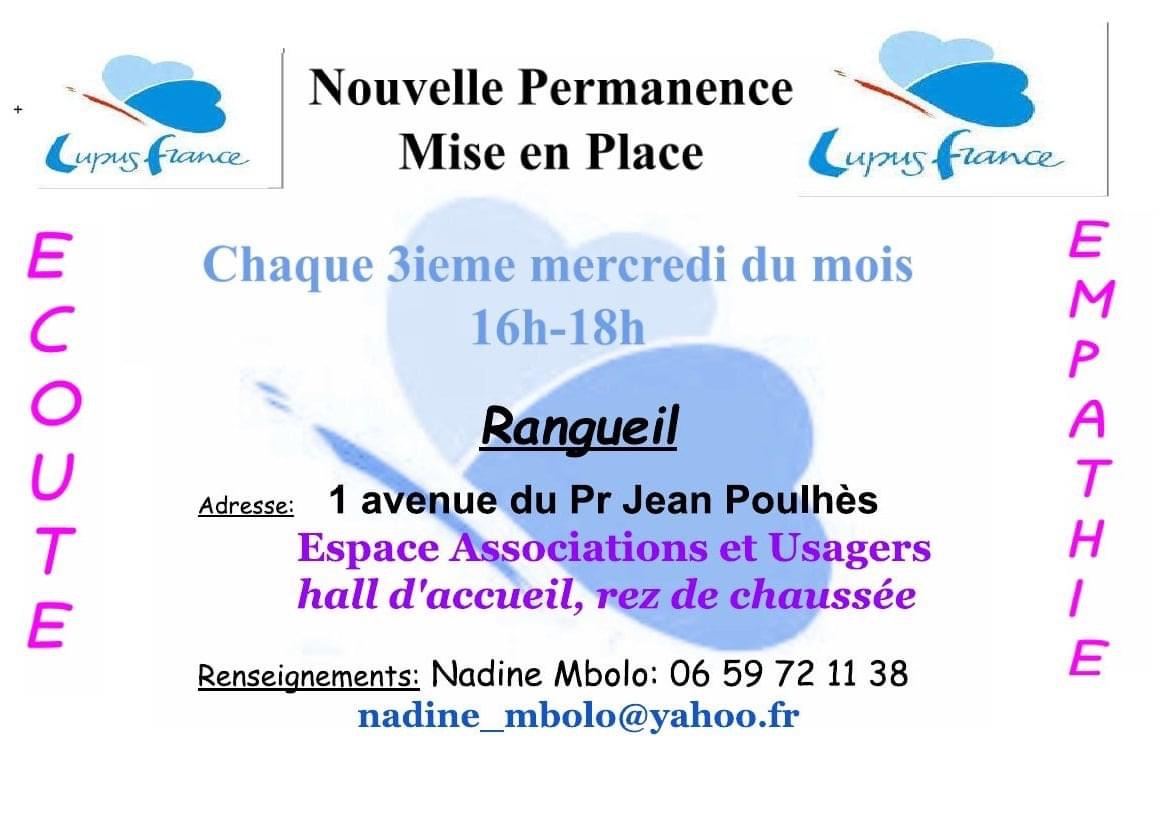 +
Lupus France
Nouvelle Permanence
Mise en Place
Lupus France
Chaque 3ieme mercredi du mois
16h-18h
ECOUTE
EMPATHIE
Rangueil
Adresse: 1 avenue du Pr Jean Poulhès
Espace Associations et Usagers
hall d'accueil, rez de chaussée
Renseignements: Nadine Mbolo: 06 59 72 11 38
nadine_mbolo@yahoo.fr